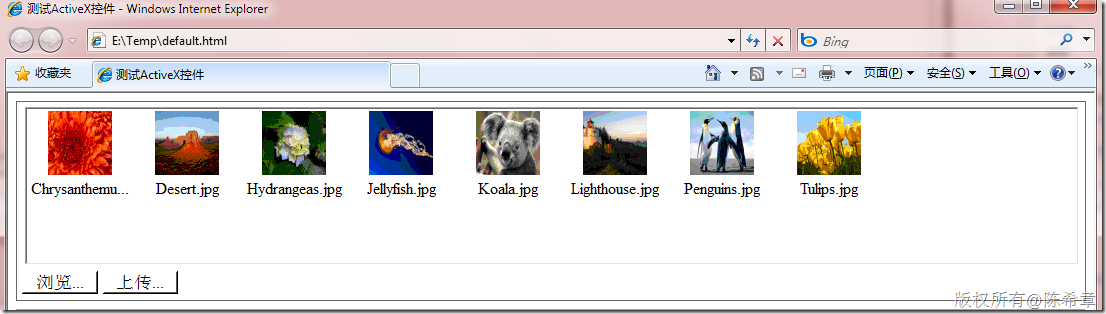 测试ActiveX控件 - Windows Internet Explorer
E:\Temp\default.html
Bing
收藏夹
测试ActiveX控件
页面(P)
安全(S)
工具(O)
Chrysanthemu...
Desert.jpg
Hydrangeas.jpg
Jellyfish.jpg
Koala.jpg
Lighthouse.jpg
Penguins.jpg
Tulips.jpg
浏览...
上传...
版权所有@陈希章